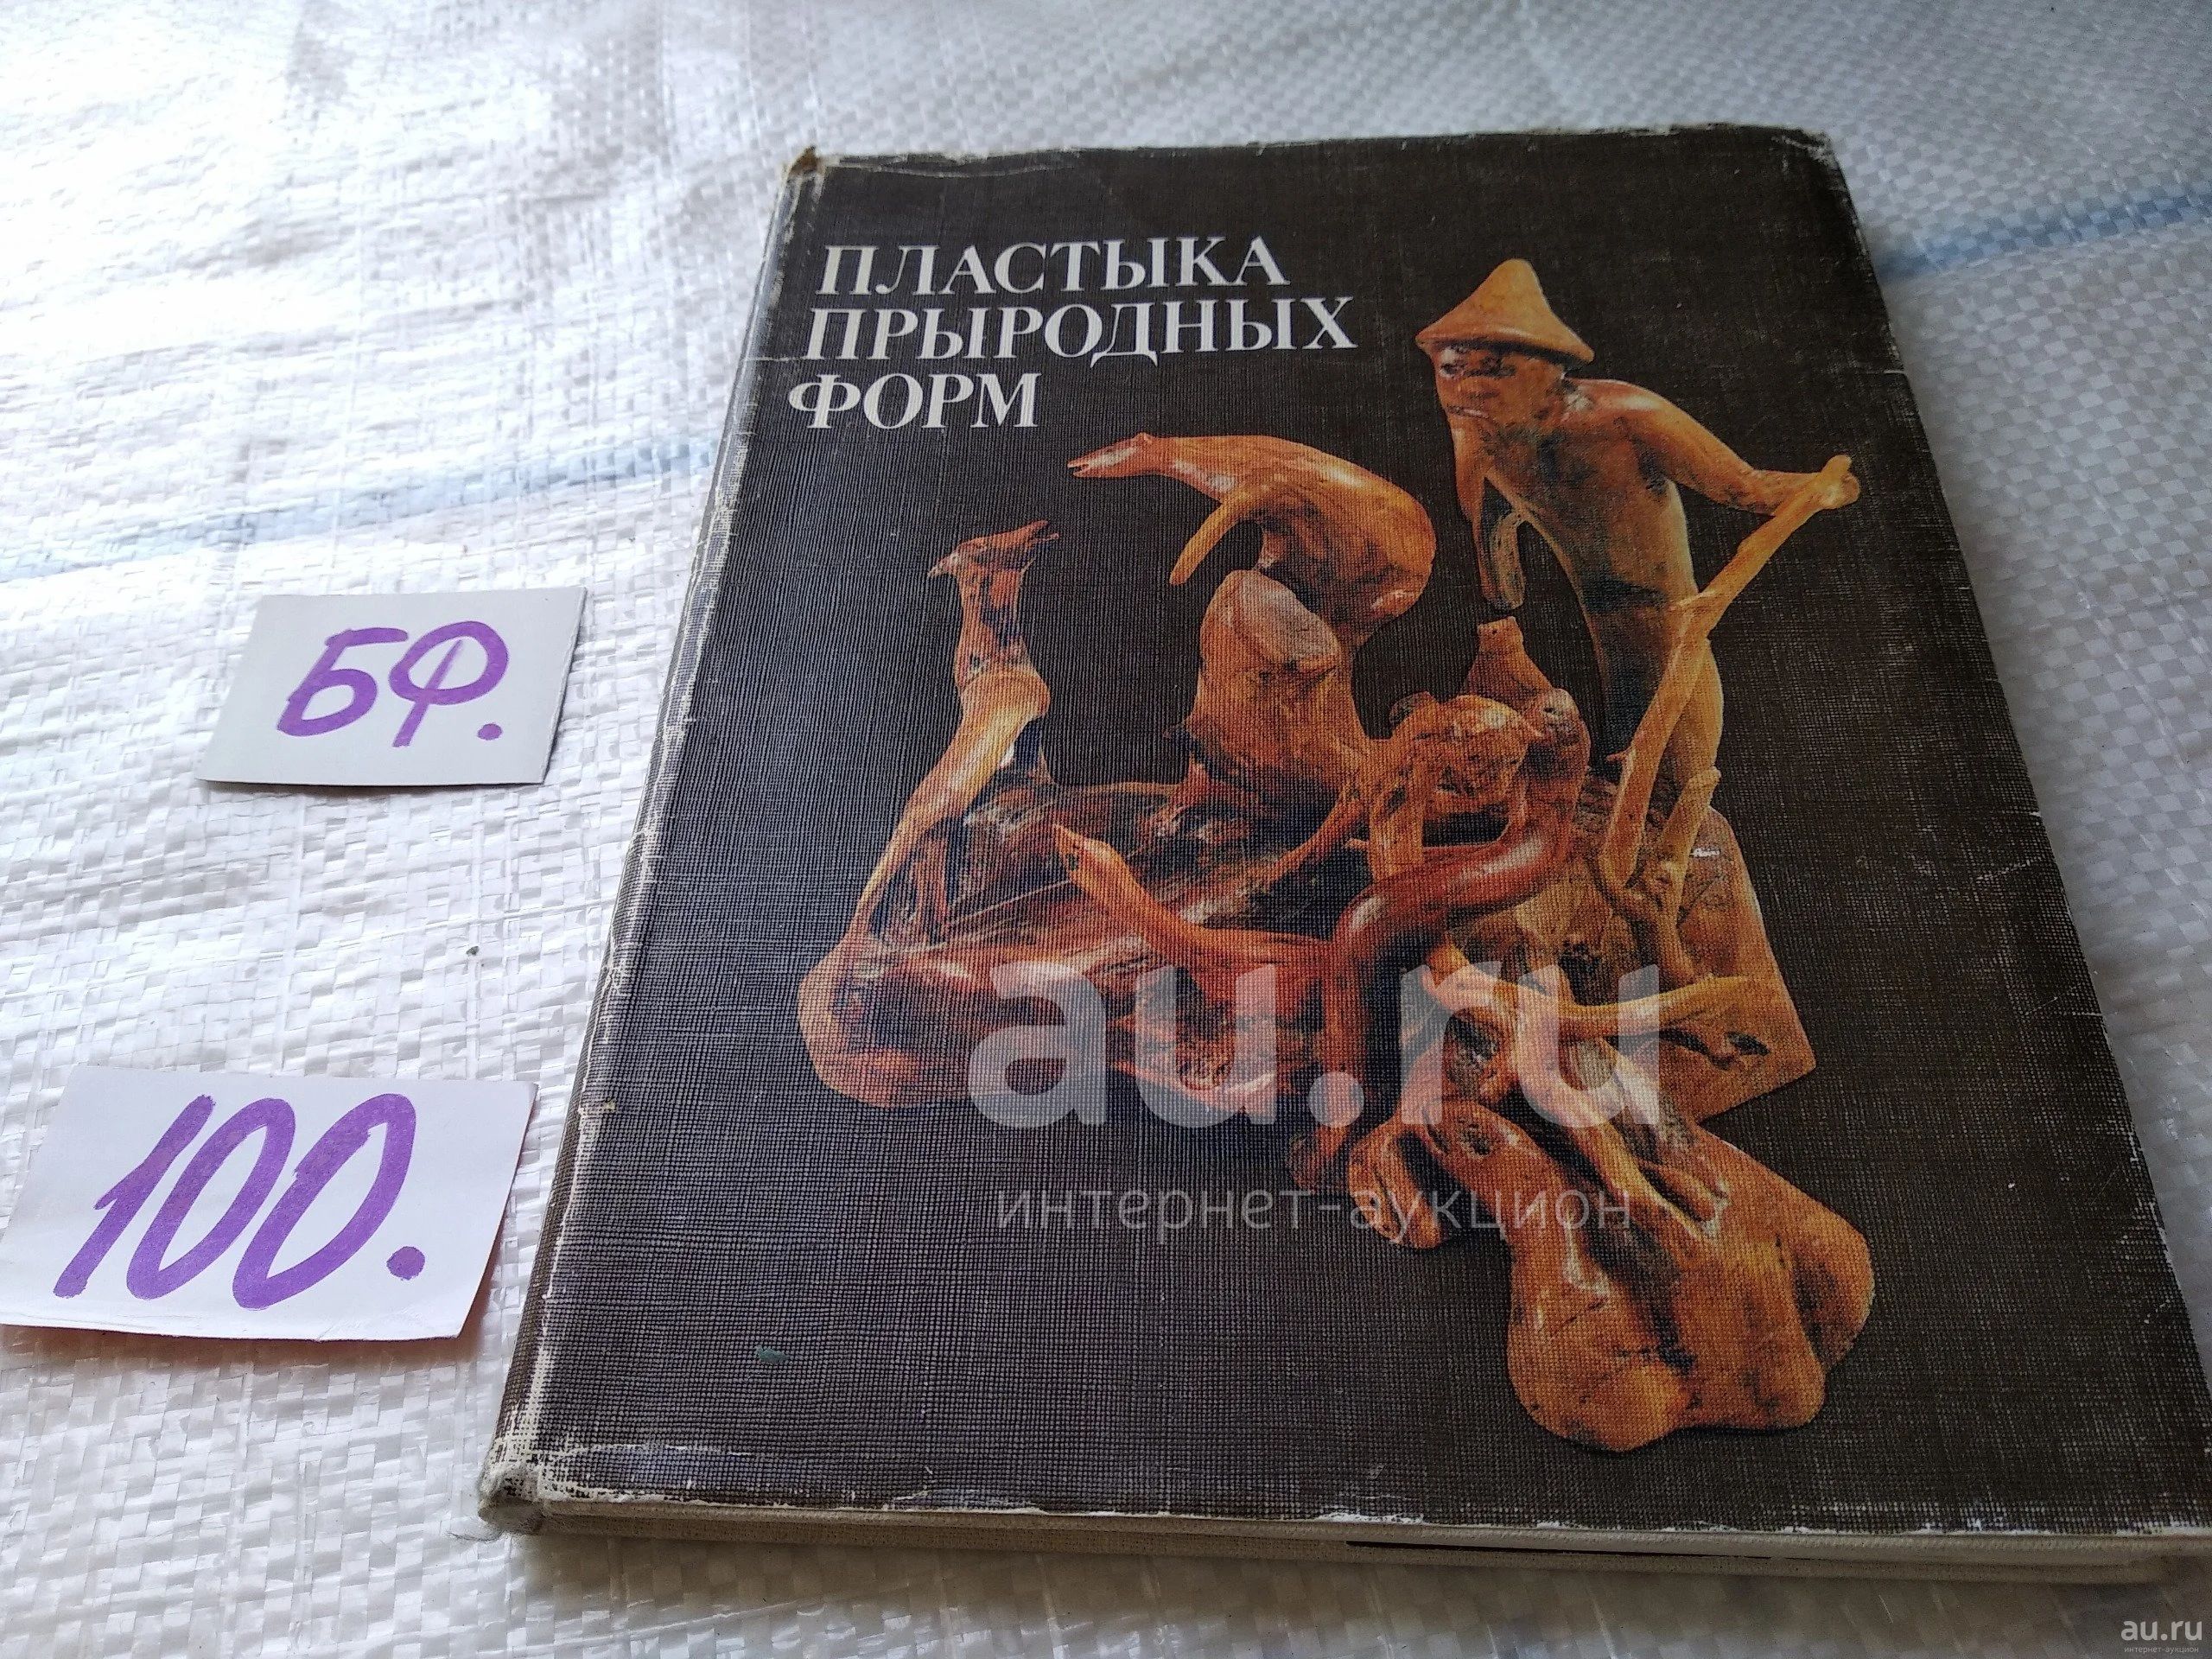 ПЛАСТЫКА
ПРЫРОДНЫХ
ФОРМ
БФ.
100.
au.ru
интернет-аукцион
au.ru
интернет-аукцион